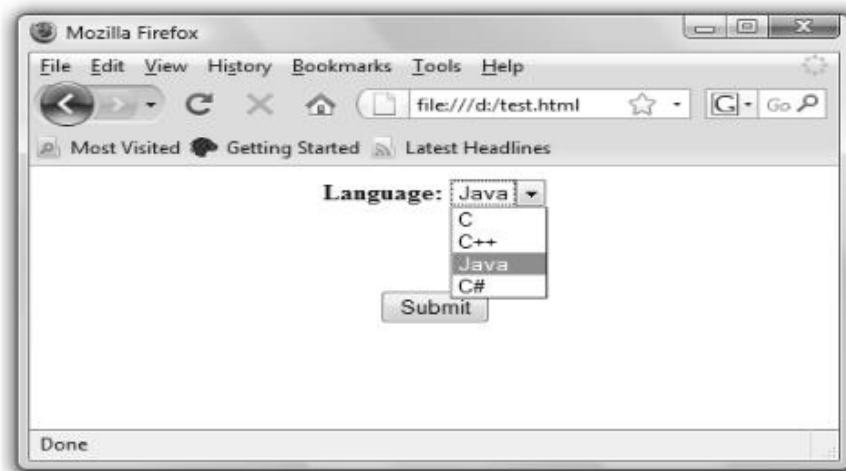 Mozilla Firefox
File Edit View History Bookmarks Tools Help
file:///d:/test.html
G Go
Most Visited Getting Started Latest Headlines
Language: Java
C
C++
Java
C#
Submit
Done